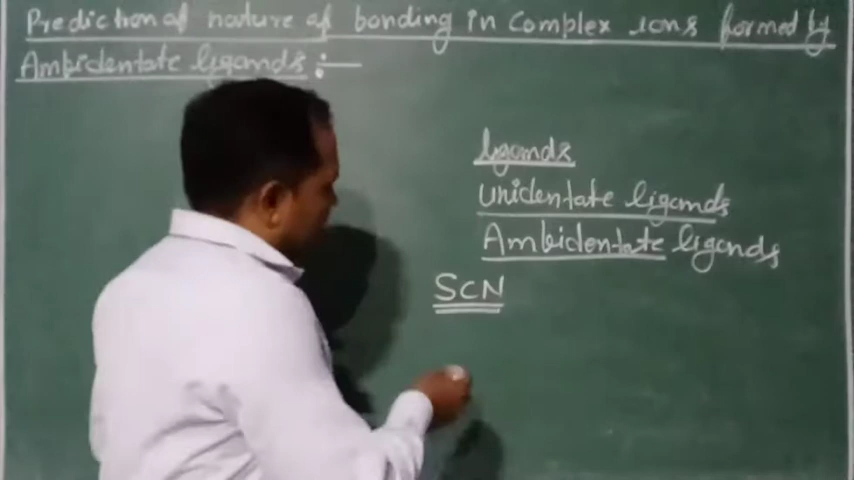 Prediction of nature of bonding in complex ions formed by
Ambidentate ligands :-
ligands
unidentate ligands
Ambidentate ligands
SCN